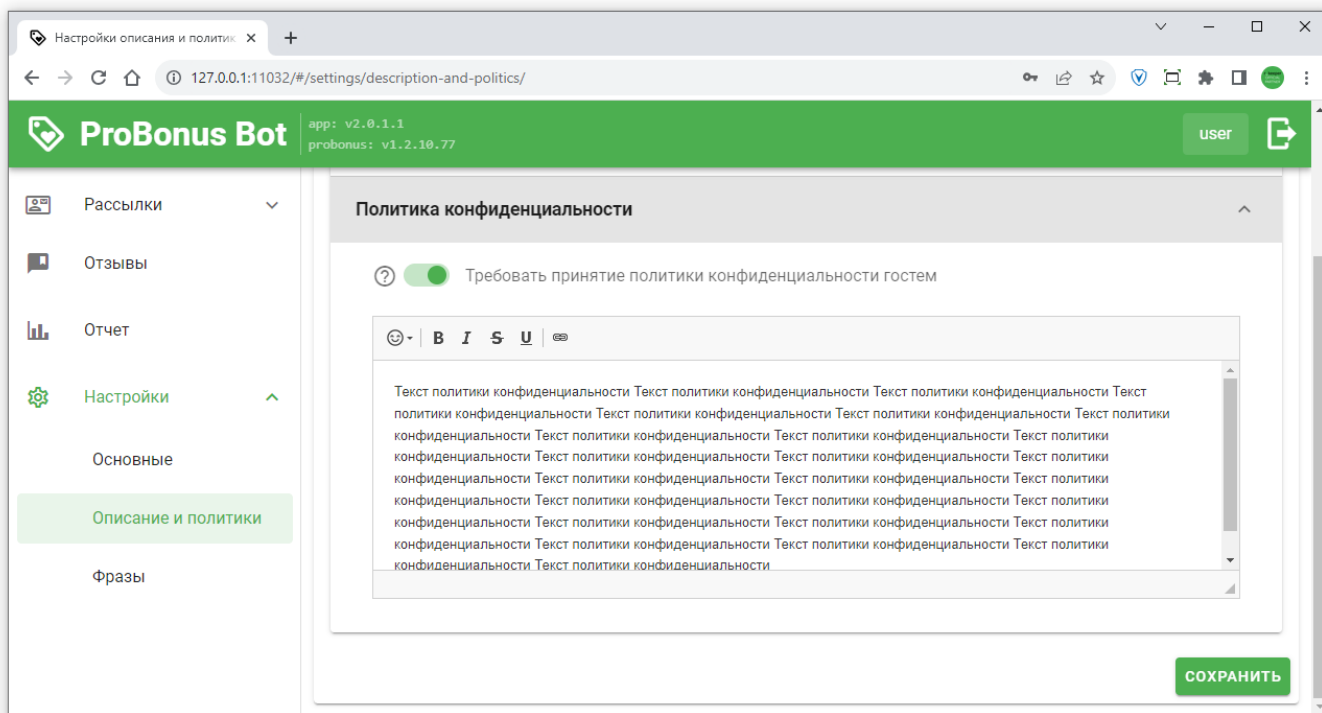 Настройки описания и политик
127.0.0.1:11032/#/settings/description-and-politics/
ProBonus Bot
app: v2.0.1.1
probonus: v1.2.10.77
user
Рассылки
Отзывы
Отчет
Настройки
Основные
Описание и политики
Фразы
Политика конфиденциальности
Требовать принятие политики конфиденциальности гостем
B I S U
Текст политики конфиденциальности Текст политики конфиденциальности Текст политики конфиденциальности Текст
политики конфиденциальности Текст политики конфиденциальности Текст политики конфиденциальности Текст политики
конфиденциальности Текст политики конфиденциальности Текст политики конфиденциальности Текст политики
конфиденциальности Текст политики конфиденциальности Текст политики конфиденциальности Текст политики
конфиденциальности Текст политики конфиденциальности Текст политики конфиденциальности Текст политики
конфиденциальности Текст политики конфиденциальности Текст политики конфиденциальности Текст политики
конфиденциальности Текст политики конфиденциальности Текст политики конфиденциальности Текст политики
конфиденциальности Текст политики конфиденциальности Текст политики конфиденциальности Текст политики
конфиденциальности Текст политики конфиденциальности
СОХРАНИТЬ